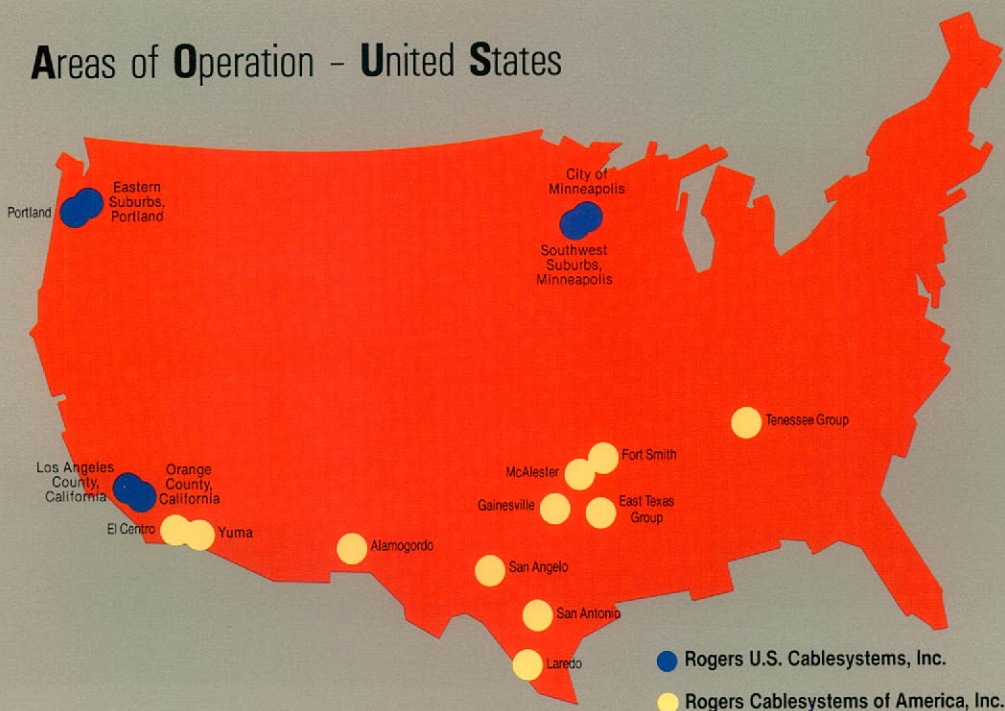 Areas of Operation - United States
Portland
Eastern
Suburbs,
Portland
City of
Minneapolis
Southwest
Suburbs,
Minneapolis
Tenessee Group
Fort Smith
McAlester
Gainesville
East Texas
Group
Los Angeles
County,
California
Orange
County,
California
El Centro
Yuma
Alamogordo
San Angelo
San Antonio
Laredo
Rogers U.S. Cablesystems, Inc.
Rogers Cablesystems of America, Inc.